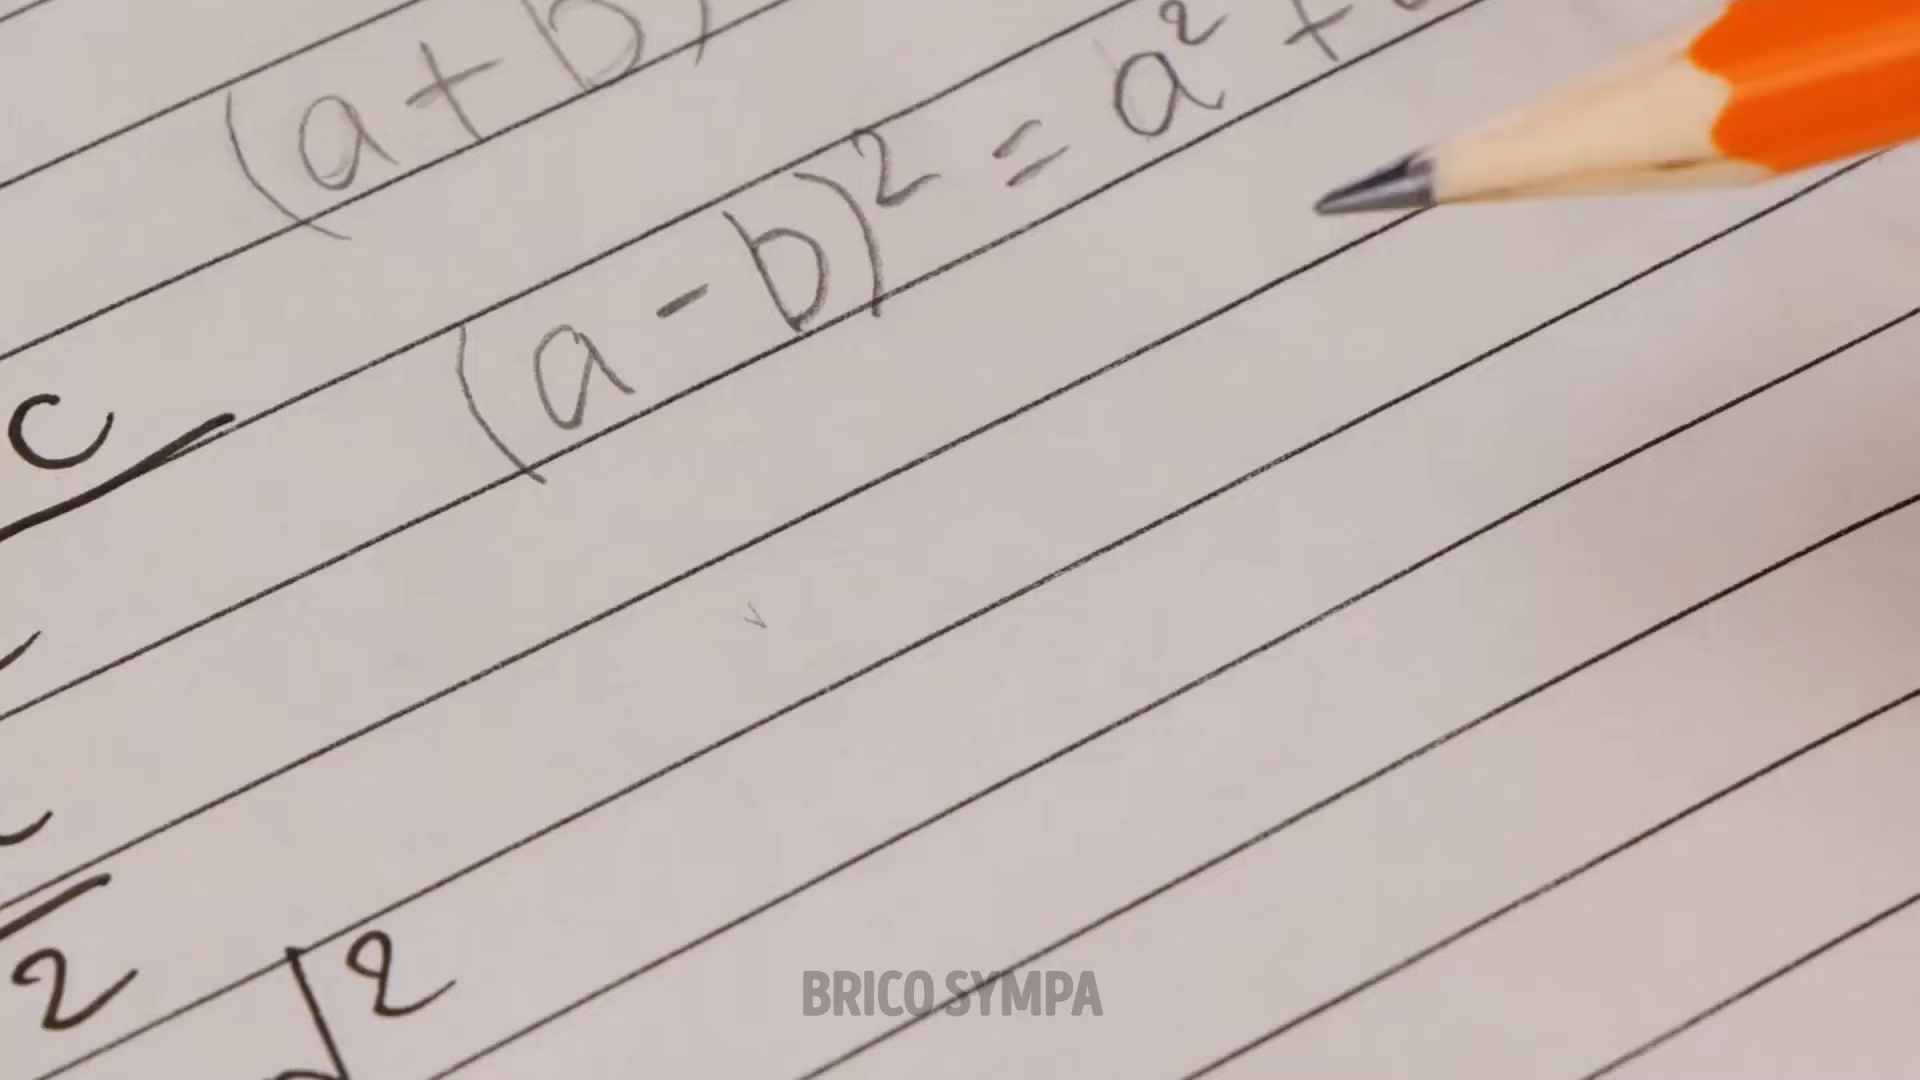 (a + b)
(a - b)² = a² +
c
2
2
BRICO SYMPA